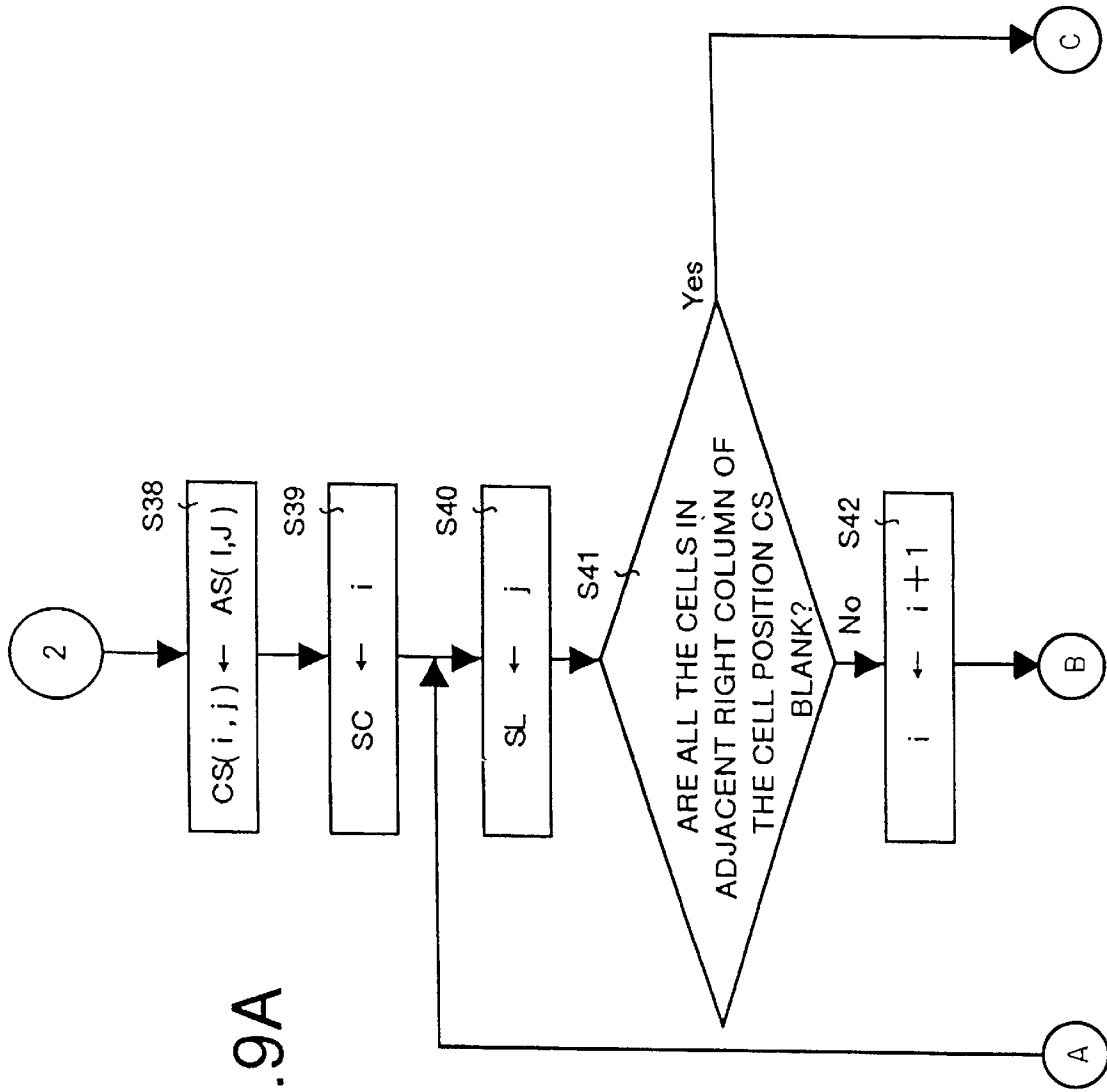 2
S38
CS( i , j ) ← AS( I,J )
S39
SC ← i
S40
SL ← j
S41
ARE ALL THE CELLS IN
ADJACENT RIGHT COLUMN OF
THE CELL POSITION CS
BLANK?
Yes
No
S42
i ← i + 1
A
B
C
.9A